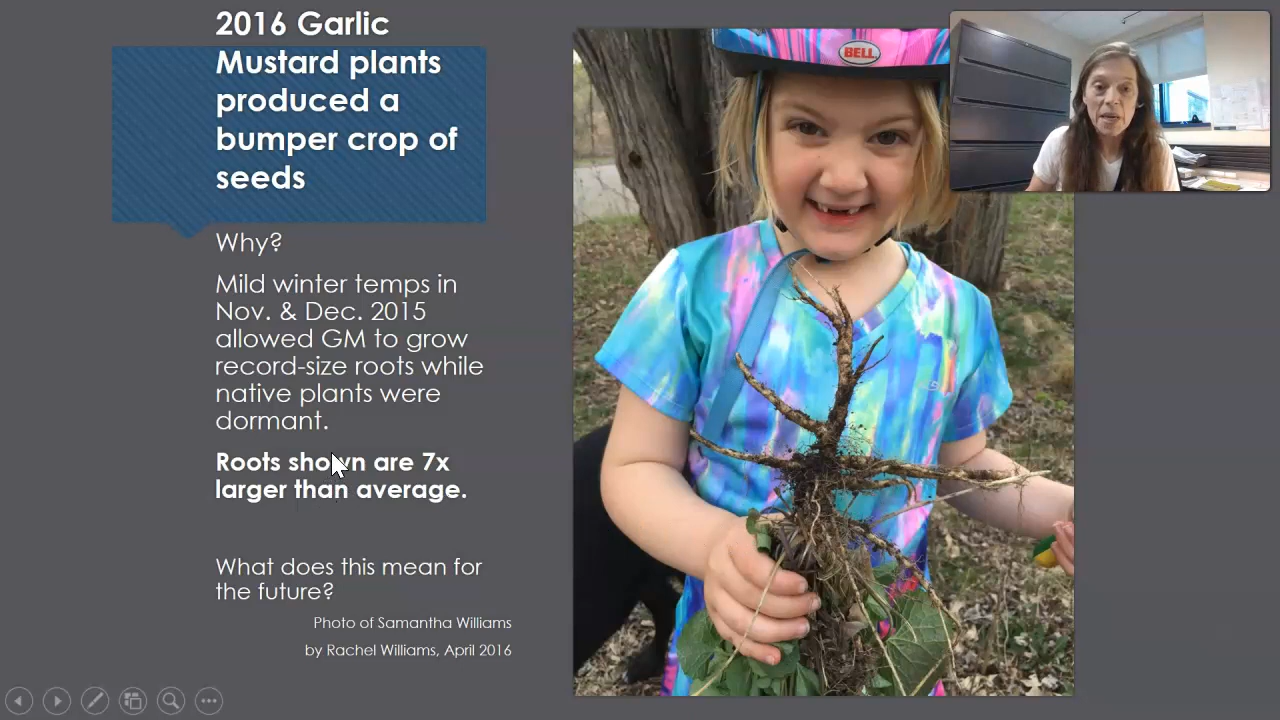 2016 Garlic
Mustard plants
produced a
bumper crop of
seeds
Why?
Mild winter temps in
Nov. & Dec. 2015
allowed GM to grow
record-size roots while
native plants were
dormant.
Roots shown are 7x
larger than average.
What does this mean for
the future?
Photo of Samantha Williams
by Rachel Williams, April 2016
BELL